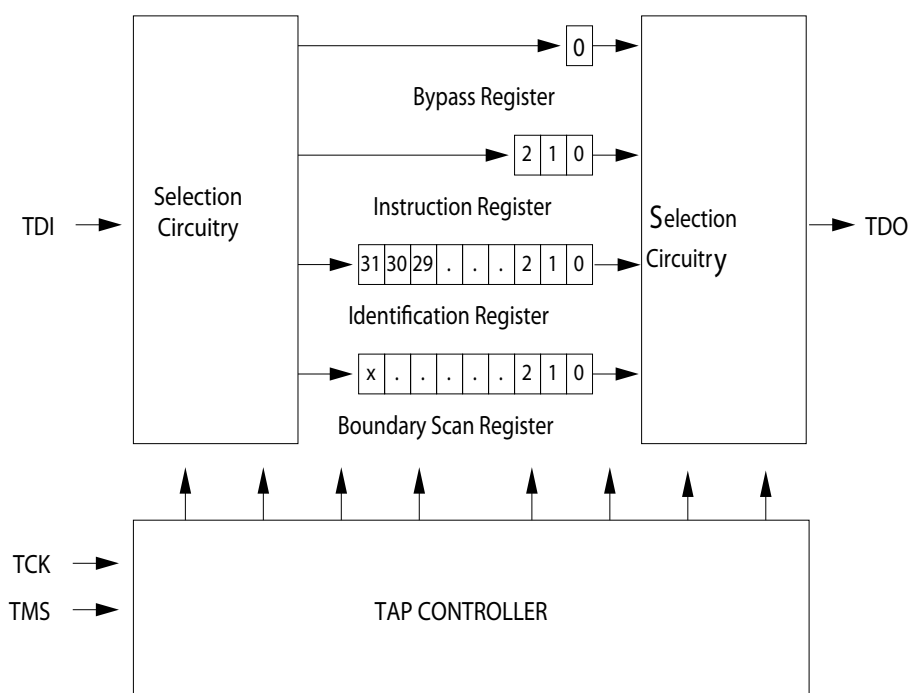 0
Bypass Register
2 1 0
Instruction Register
TDI
Selection
Circuitry
Selection
Circuitry
TDO
31 30 29 . . . 2 1 0
Identification Register
x . . . . . 2 1 0
Boundary Scan Register
TCK
TMS
TAP CONTROLLER